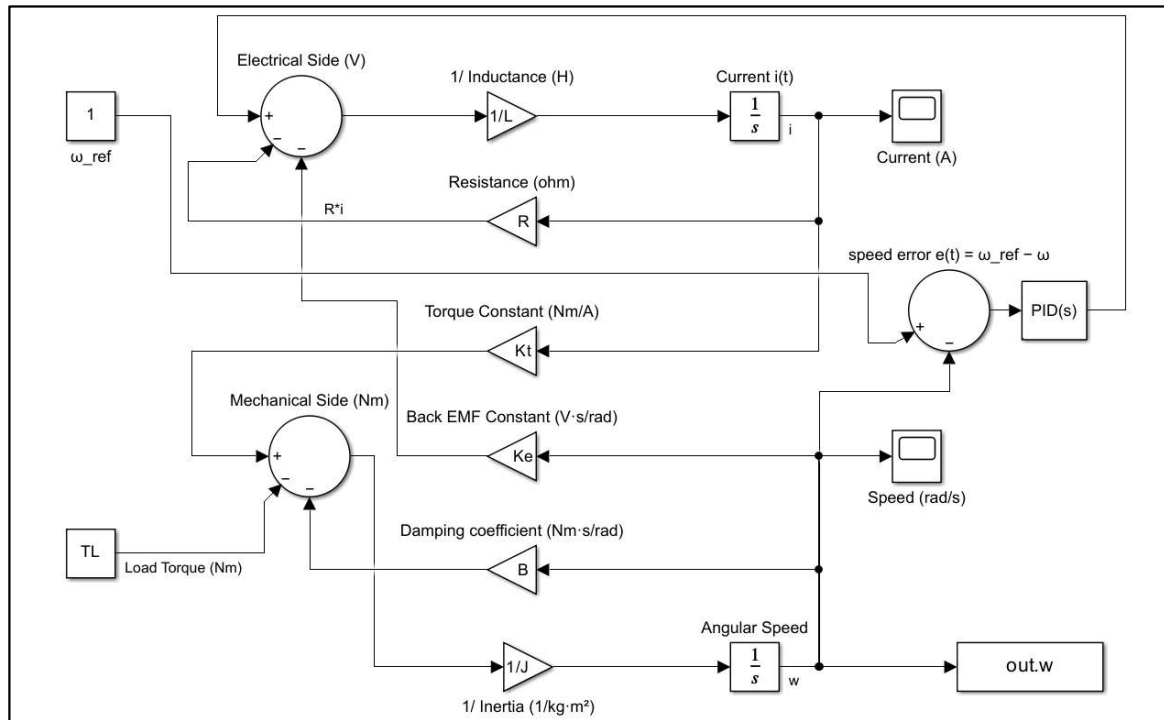 Electrical Side (V)
1/ Inductance (H)
Current i(t)
1
ω_ref
+
−
−
1/L
1
s
i
Current (A)
Resistance (ohm)
R*i
R
speed error e(t) = ω_ref − ω
+
−
PID(s)
Torque Constant (Nm/A)
Kt
Mechanical Side (Nm)
Back EMF Constant (V·s/rad)
+
−
−
Ke
Speed (rad/s)
Damping coefficient (Nm·s/rad)
TL
Load Torque (Nm)
B
Angular Speed
1/J
1
s
w
out.w
1/ Inertia (1/kg·m²)